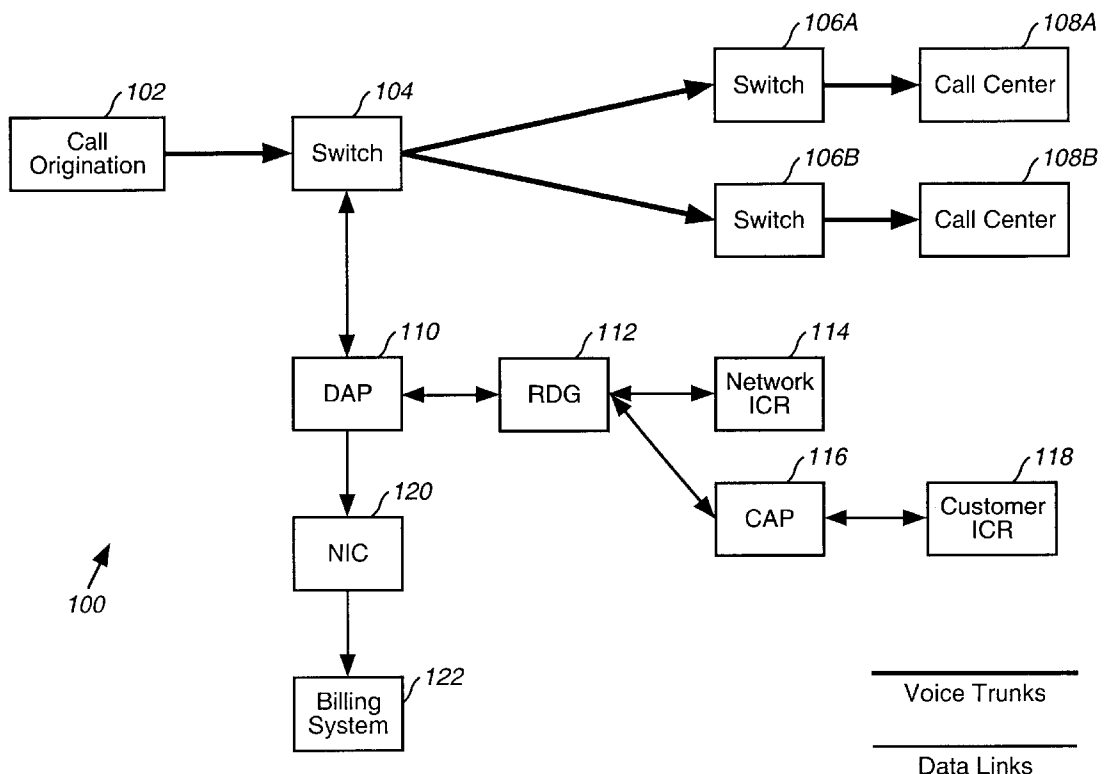 106A
108A
102
104
Switch
Call Center
Call
Origination
Switch
106B
108B
Switch
Call Center
110
112
114
DAP
RDG
Network
ICR
116
118
120
CAP
Customer
ICR
NIC
100
122
Billing
System
Voice Trunks
Data Links